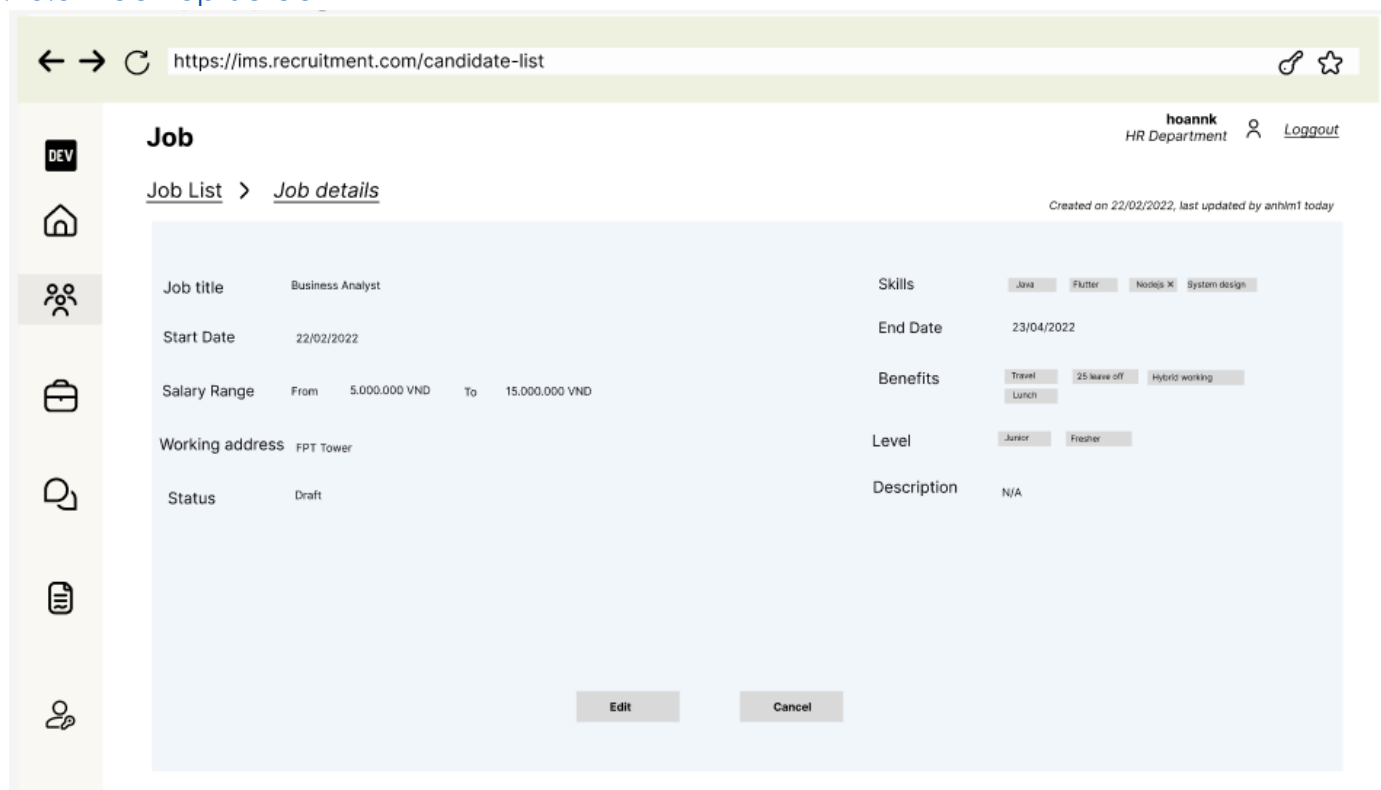 https://ims.recruitment.com/candidate-list
DEV
Job
hoannk
HR Department
Loggout
Job List > Job details
Created on 22/02/2022, last updated by anhlm1 today
Job title Business Analyst
Skills Java Flutter Nodejs X System design
Start Date 22/02/2022
End Date 23/04/2022
Salary Range From 5.000.000 VND To 15.000.000 VND
Benefits Travel 25 leave off Hybrid working
Lunch
Working address FPT Tower
Level Junior Fresher
Status Draft
Description N/A
Edit Cancel